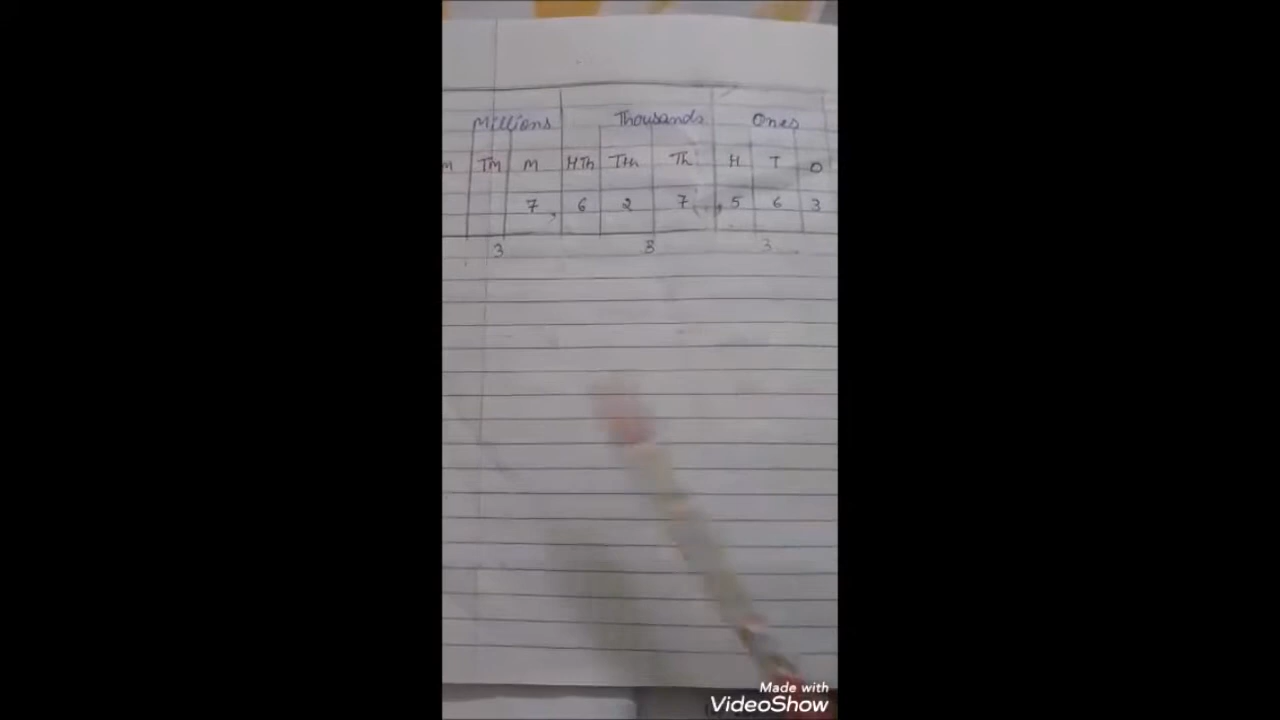 Millions Thousands Ones
M TM M HTh TTh Th H T O
7, 6 2 7, 5 6 3
3 3 3
Made with
VideoShow